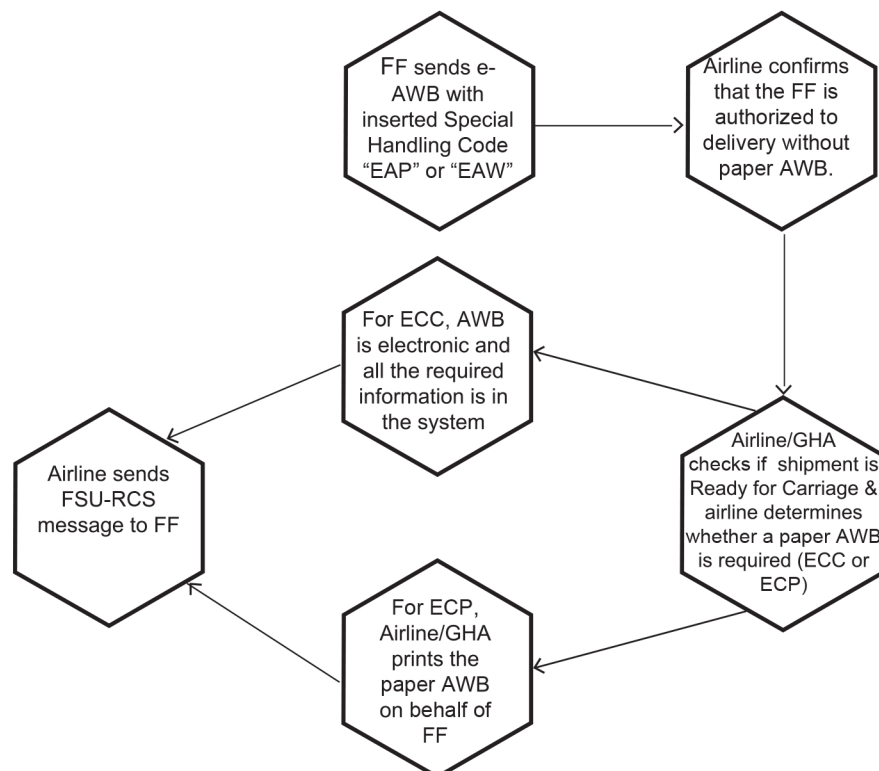 FF sends e-
AWB with
inserted Special
Handling Code
“EAP” or “EAW”
Airline confirms
that the FF is
authorized to
delivery without
paper AWB.
Airline/GHA
checks if shipment is
Ready for Carriage &
airline determines
whether a paper AWB
is required (ECC or
ECP)
For ECC, AWB
is electronic and
all the required
information is in
the system
For ECP,
Airline/GHA
prints the
paper AWB
on behalf of
FF
Airline sends
FSU-RCS
message to FF